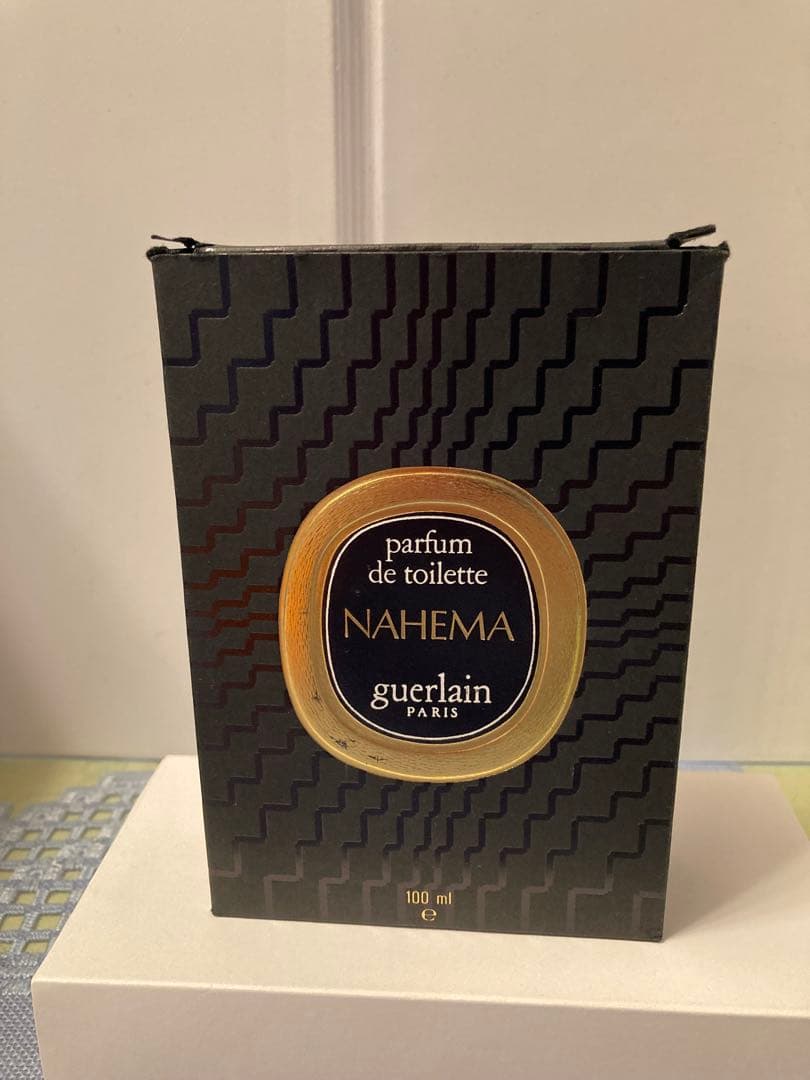 parfum
de toilette
NAHEMA
guerlain
PARIS
100 ml
℮